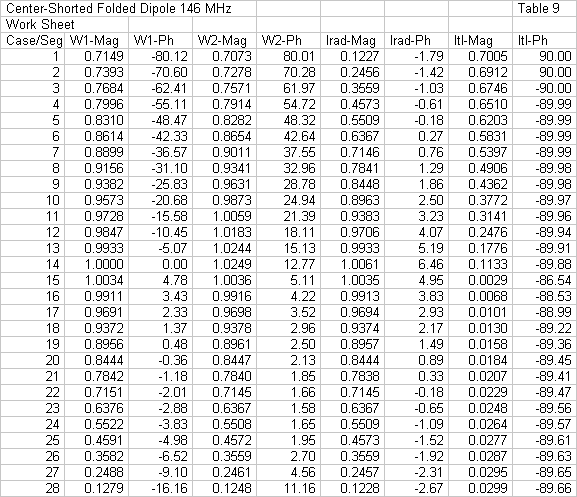 Center-Shorted Folded Dipole 146 MHz Table 9
Work Sheet
Case/Seg W1-Mag W1-Ph W2-Mag W2-Ph Irad-Mag Irad-Ph Itl-Mag Itl-Ph
1 0.7149 -80.12 0.7073 80.01 0.1227 -1.79 0.7005 90.00
2 0.7393 -70.60 0.7278 70.28 0.2456 -1.42 0.6912 90.00
3 0.7684 -62.41 0.7571 61.97 0.3559 -1.03 0.6746 -90.00
4 0.7996 -55.11 0.7914 54.72 0.4573 -0.61 0.6510 -89.99
5 0.8310 -48.47 0.8282 48.32 0.5509 -0.18 0.6203 -89.99
6 0.8614 -42.33 0.8654 42.64 0.6367 0.27 0.5831 -89.99
7 0.8899 -36.57 0.9011 37.55 0.7146 0.76 0.5397 -89.99
8 0.9156 -31.10 0.9341 32.96 0.7841 1.29 0.4906 -89.98
9 0.9382 -25.83 0.9631 28.78 0.8448 1.86 0.4362 -89.98
10 0.9573 -20.68 0.9873 24.94 0.8963 2.50 0.3772 -89.97
11 0.9728 -15.58 1.0059 21.39 0.9383 3.23 0.3141 -89.96
12 0.9847 -10.45 1.0183 18.11 0.9706 4.07 0.2476 -89.94
13 0.9933 -5.07 1.0244 15.13 0.9933 5.19 0.1776 -89.91
14 1.0000 0.00 1.0249 12.77 1.0061 6.46 0.1133 -89.88
15 1.0034 4.78 1.0036 5.11 1.0035 4.95 0.0029 -86.54
16 0.9911 3.43 0.9916 4.22 0.9913 3.83 0.0068 -88.53
17 0.9691 2.33 0.9698 3.52 0.9694 2.93 0.0101 -88.99
18 0.9372 1.37 0.9378 2.96 0.9374 2.17 0.0130 -89.22
19 0.8956 0.48 0.8961 2.50 0.8957 1.49 0.0158 -89.36
20 0.8444 -0.36 0.8447 2.13 0.8444 0.89 0.0184 -89.45
21 0.7842 -1.18 0.7840 1.85 0.7838 0.33 0.0207 -89.41
22 0.7151 -2.01 0.7145 1.66 0.7145 -0.18 0.0229 -89.47
23 0.6376 -2.88 0.6367 1.58 0.6367 -0.65 0.0248 -89.56
24 0.5522 -3.83 0.5508 1.65 0.5509 -1.09 0.0264 -89.57
25 0.4591 -4.98 0.4572 1.95 0.4573 -1.52 0.0277 -89.61
26 0.3582 -6.52 0.3559 2.70 0.3559 -1.92 0.0287 -89.63
27 0.2488 -9.10 0.2461 4.56 0.2457 -2.31 0.0295 -89.65
28 0.1279 -16.16 0.1248 11.16 0.1228 -2.67 0.0299 -89.66